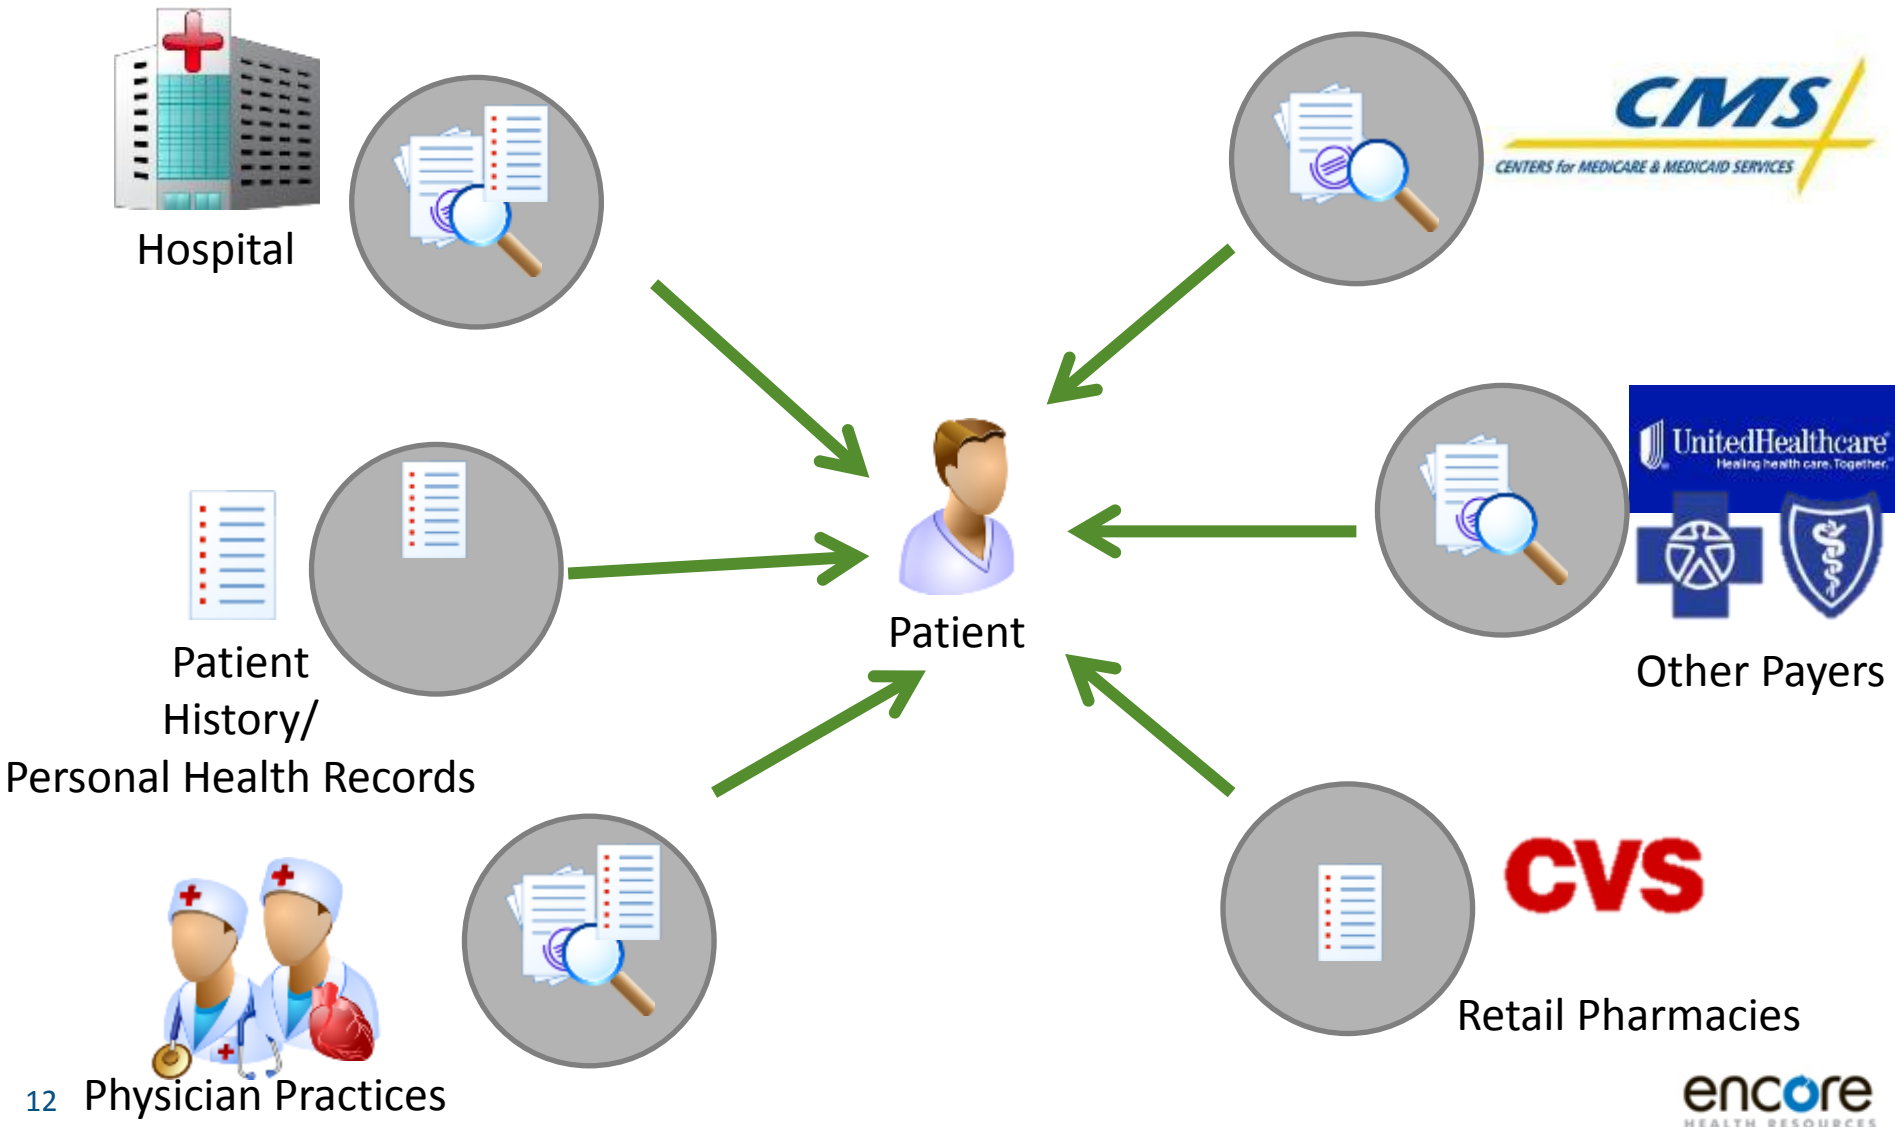 Hospital
CMS
CENTERS for MEDICARE & MEDICAID SERVICES
UnitedHealthcare®
Healing health care. Together.
Patient
Other Payers
Patient
History/
Personal Health Records
CVS
Retail Pharmacies
12
Physician Practices
encore
HEALTH RESOURCES